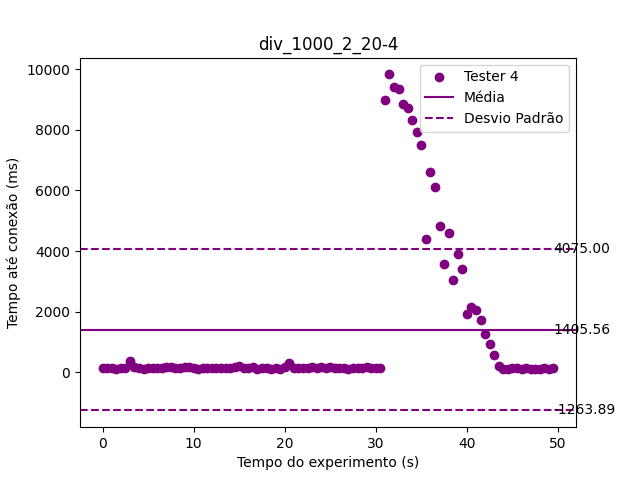 div_1000_2_20-4
Tester 4
Média
Desvio Padrão
Tempo até conexão (ms)
10000
8000
6000
4000
2000
0
4075.00
1405.56
-1263.89
0
10
20
30
40
50
Tempo do experimento (s)